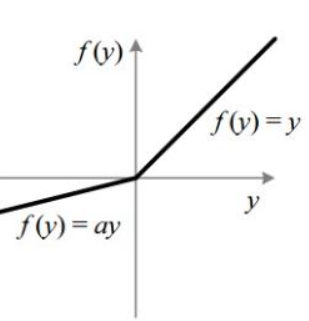 f(y)
f(y) = y
y
f(y) = ay